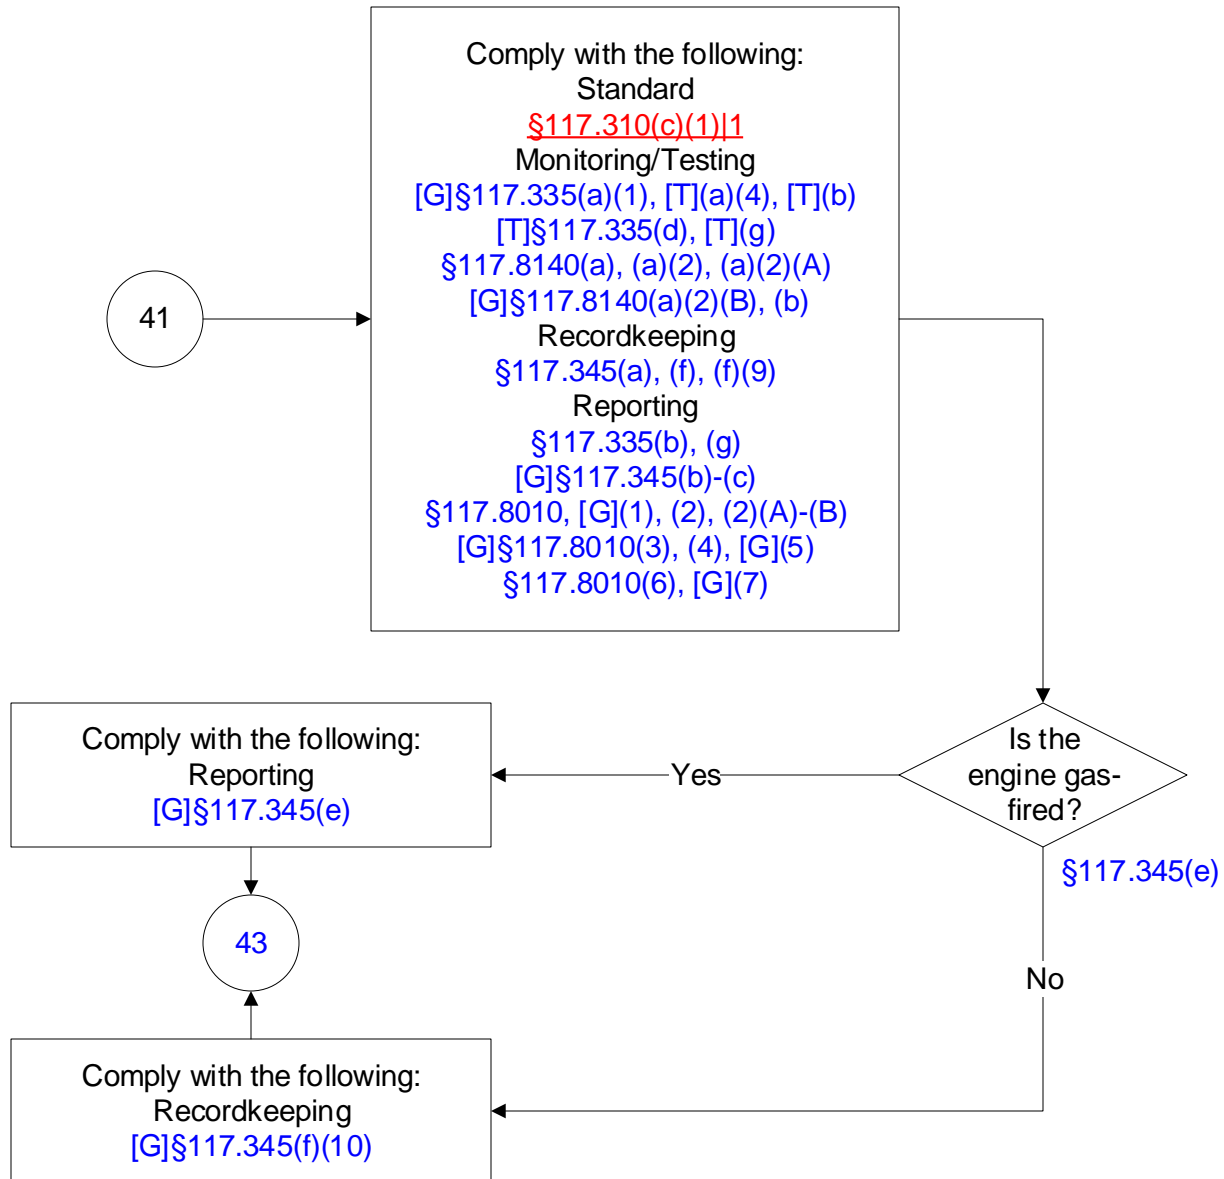 Comply with the following:
Standard
§117.310(c)(1)|1
Monitoring/Testing
[G]§117.335(a)(1), [T](a)(4), [T](b)
[T]§117.335(d), [T](g)
§117.8140(a), (a)(2), (a)(2)(A)
[G]§117.8140(a)(2)(B), (b)
Recordkeeping
§117.345(a), (f), (f)(9)
Reporting
§117.335(b), (g)
[G]§117.345(b)-(c)
§117.8010, [G](1), (2), (2)(A)-(B)
[G]§117.8010(3), (4), [G](5)
§117.8010(6), [G](7)
41
Is the
engine gas-
fired?
§117.345(e)
Yes
Comply with the following:
Reporting
[G]§117.345(e)
43
No
Comply with the following:
Recordkeeping
[G]§117.345(f)(10)